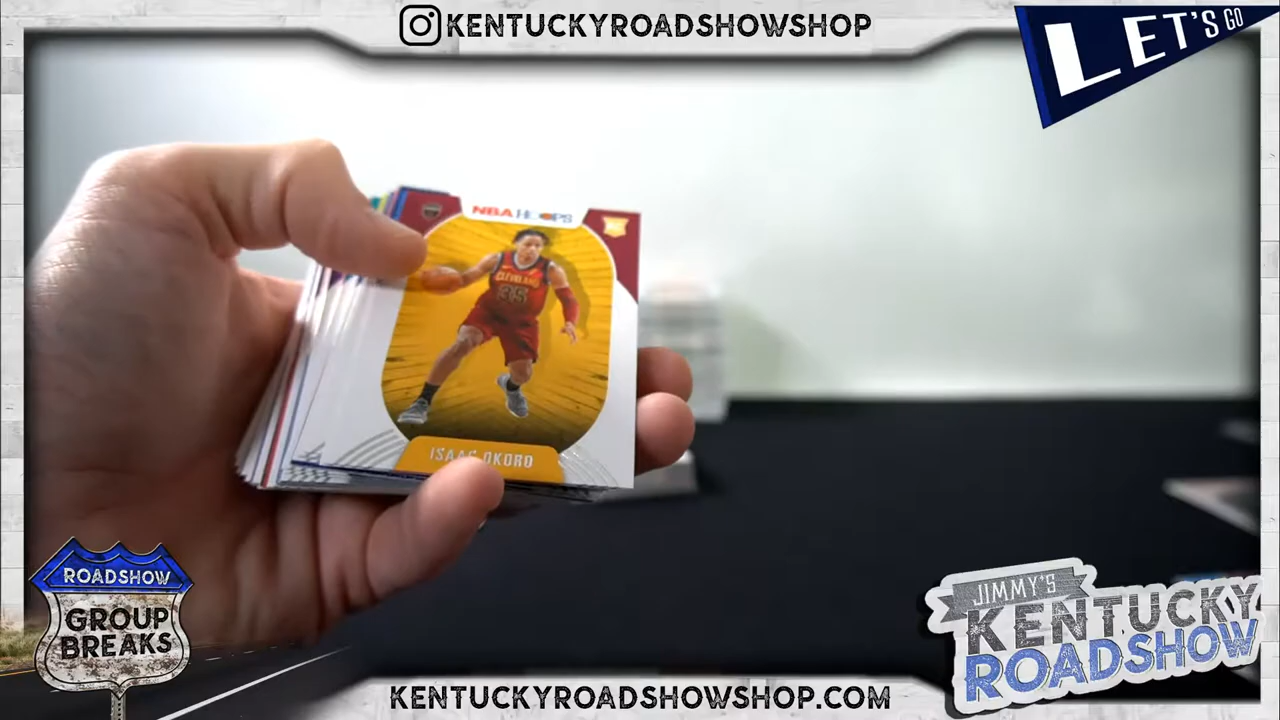 KENTUCKYROADSHOWSHOP
LET'S GO
NBA HOOPS
CLEVELAND
35
ISAAC OKORO
ROADSHOW
GROUP
BREAKS
JIMMY'S
KENTUCKY
ROADSHOW
KENTUCKYROADSHOWSHOP.COM